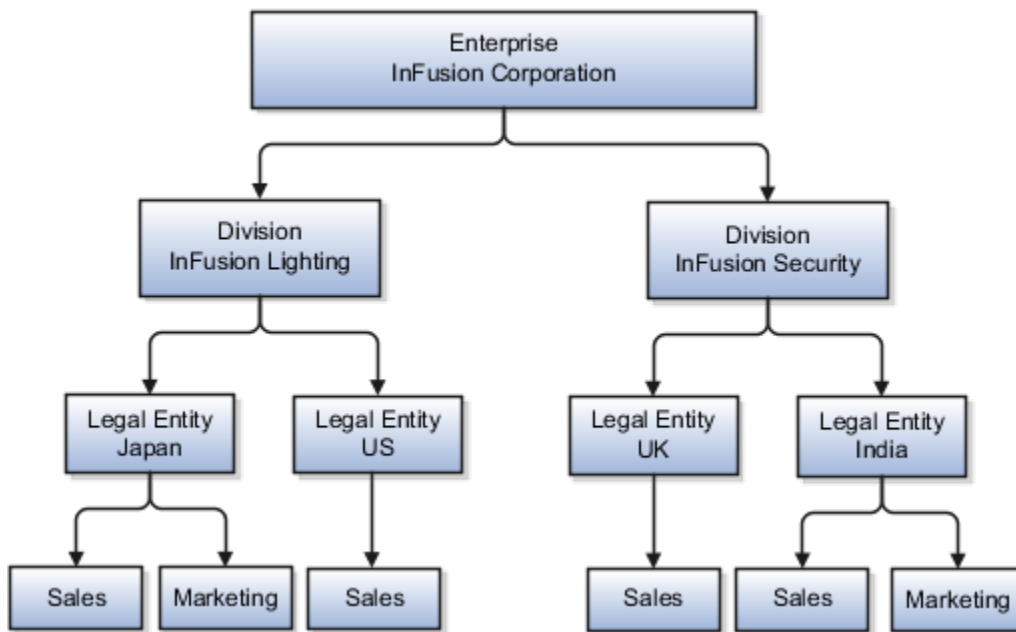 Enterprise
InFusion Corporation
Division
InFusion Lighting
Division
InFusion Security
Legal Entity
Japan
Legal Entity
US
Legal Entity
UK
Legal Entity
India
Sales
Marketing
Sales
Sales
Sales
Marketing